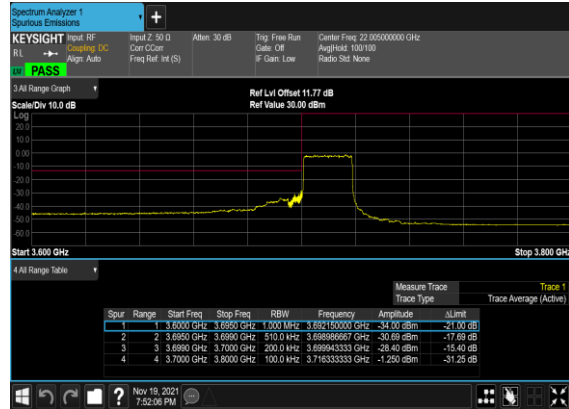 Spectrum Analyzer 1
Spurious Emissions
KEYSIGHT Input: RF Input Z: 50 Ω Atten: 30 dB Trig: Free Run Center Freq: 22.005000000 GHz
RL Coupling: DC Corr CCorr Gate: Off Avg|Hold: 100/100
Align: Auto Freq Ref: Int (S) IF Gain: Low Radio Std: None
PASS
3 All Range Graph
Ref Lvl Offset 11.77 dB
Scale/Div 10.0 dB Ref Value 30.00 dBm
Log
20.0
10.0
0.00
-10.0
-20.0
-30.0
-40.0
-50.0
-60.0
Start 3.600 GHz Stop 3.800 GHz
4 All Range Table
Measure Trace Trace 1
Trace Type Trace Average (Active)
Spur Range Start Freq Stop Freq RBW Frequency Amplitude ΔLimit
1 1 3.6000 GHz 3.6950 GHz 1.000 MHz 3.692150000 GHz -34.00 dBm -21.00 dB
2 2 3.6950 GHz 3.6990 GHz 510.0 kHz 3.698986667 GHz -30.69 dBm -17.69 dB
3 3 3.6990 GHz 3.7000 GHz 200.0 kHz 3.699943333 GHz -28.40 dBm -15.40 dB
4 4 3.7000 GHz 3.8000 GHz 100.0 kHz 3.716333333 GHz -1.250 dBm -31.25 dB
? Nov 19, 2021
7:52:06 PM